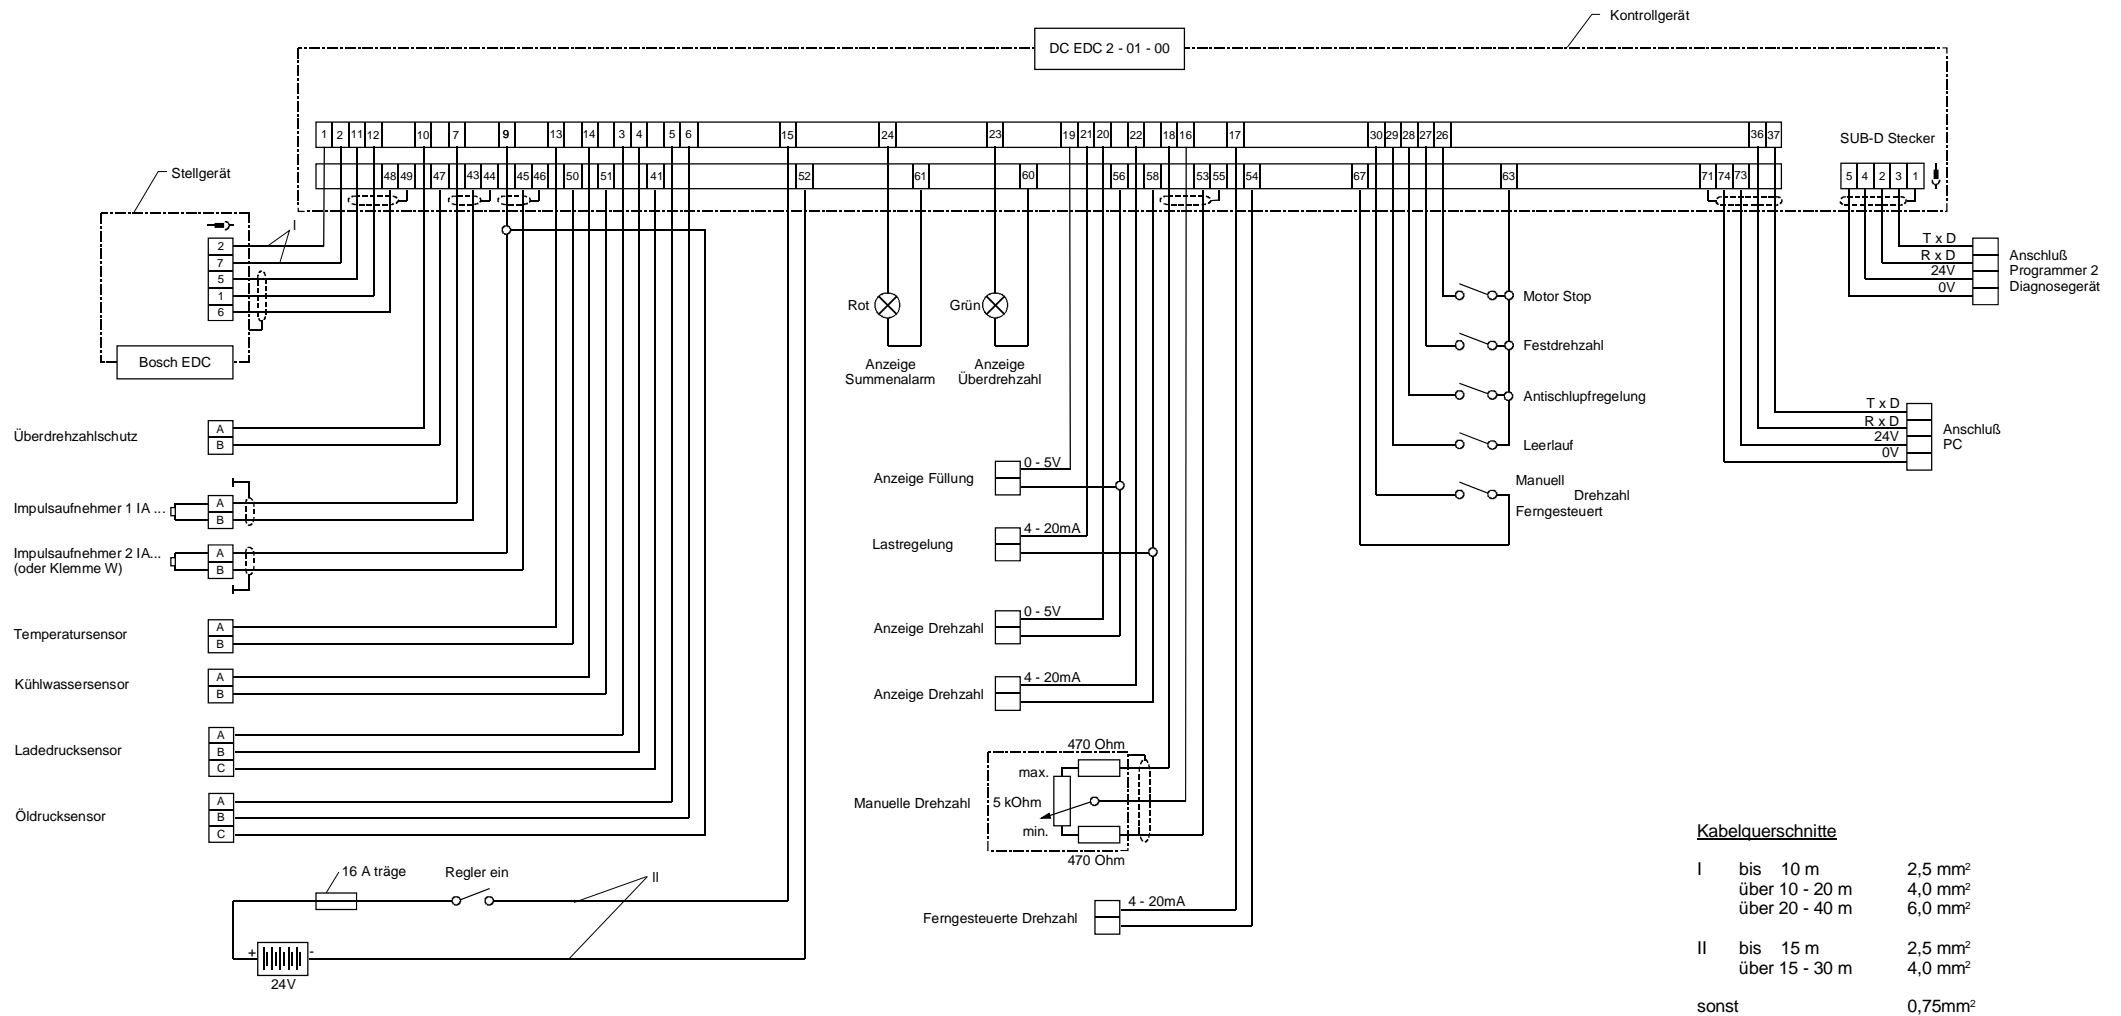 Kontrollgerät
DC EDC 2 - 01 - 00
1 2 11 12 10 7 9 13 14 3 4 5 6 15 24 23 19 21 20 22 18 16 17 30 29 28 27 26 36 37
SUB-D Stecker
48 49 47 43 44 45 46 50 51 41 52 61 60 56 58 53 55 54 67 63 71 74 73
5 4 2 3 1
Stellgerät
I
2
7
5
1
6
Bosch EDC
T x D
R x D
24V
0V
Anschluß
Programmer 2
Diagnosegerät
Rot
Anzeige
Summenalarm
Grün
Anzeige
Überdrehzahl
Motor Stop
Festdrehzahl
Antischlupfregelung
Leerlauf
Manuell
Drehzahl
Ferngesteuert
T x D
R x D
24V
0V
Anschluß
PC
Überdrehzahlschutz
A
B
Impulsaufnehmer 1 IA ...
A
B
Impulsaufnehmer 2 IA...
(oder Klemme W)
A
B
Temperatursensor
A
B
Kühlwassersensor
A
B
Ladedrucksensor
A
B
C
Öldrucksensor
A
B
C
Anzeige Füllung
0 - 5V
Lastregelung
4 - 20mA
Anzeige Drehzahl
0 - 5V
Anzeige Drehzahl
4 - 20mA
470 Ohm
max.
Manuelle Drehzahl
5 kOhm
min.
470 Ohm
16 A träge
Regler ein
II
+
-
24V
Ferngesteuerte Drehzahl
4 - 20mA
Kabelquerschnitte
I bis 10 m 2,5 mm²
über 10 - 20 m 4,0 mm²
über 20 - 40 m 6,0 mm²
II bis 15 m 2,5 mm²
über 15 - 30 m 4,0 mm²
sonst 0,75mm²